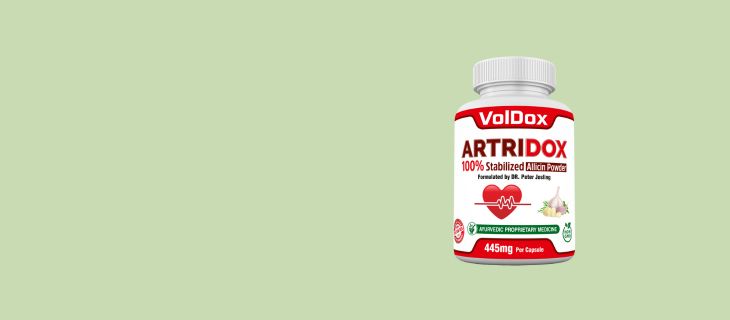 VolDox
ARTRIDOX
100% Stabilized Allicin Powder
Formulated by DR. Peter Josling
AYURVEDIC PROPRIETARY MEDICINE
445mg Per Capsule